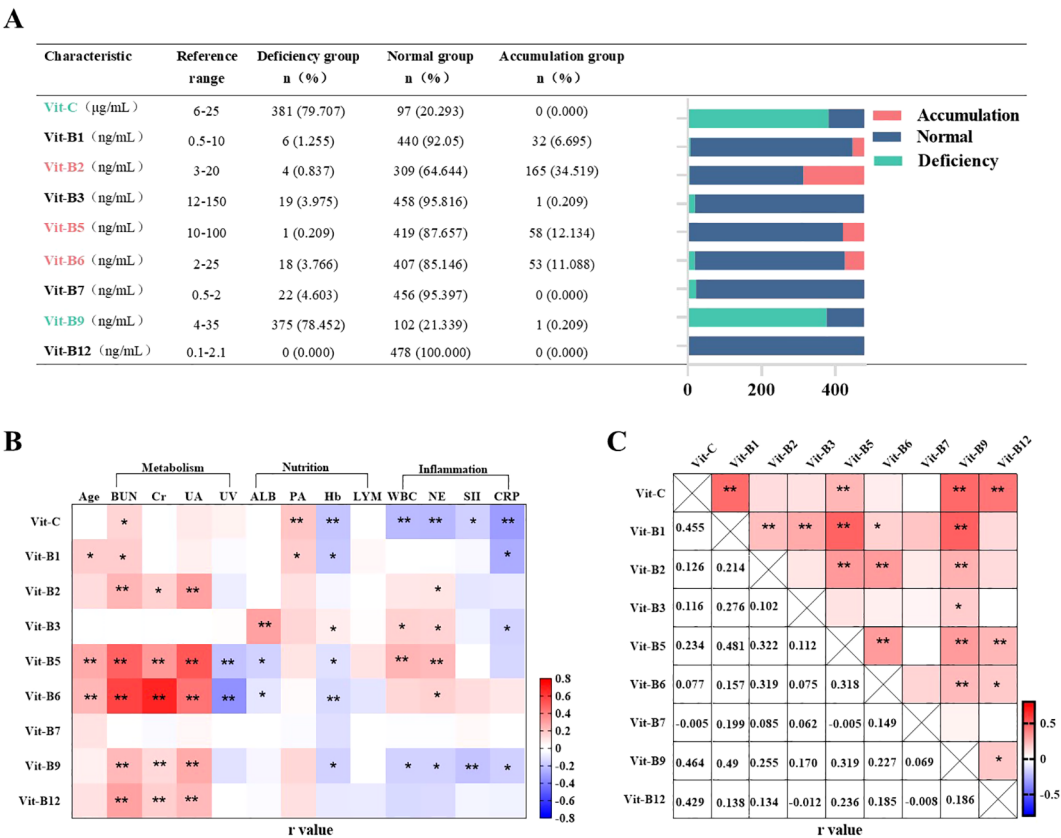 A
Characteristic Reference range Deficiency group n（%） Normal group n（%） Accumulation group n（%）
Vit-C（μg/mL） 6-25 381 (79.707) 97 (20.293) 0 (0.000)
Vit-B1（ng/mL） 0.5-10 6 (1.255) 440 (92.05) 32 (6.695)
Vit-B2（ng/mL） 3-20 4 (0.837) 309 (64.644) 165 (34.519)
Vit-B3（ng/mL） 12-150 19 (3.975) 458 (95.816) 1 (0.209)
Vit-B5（ng/mL） 10-100 1 (0.209) 419 (87.657) 58 (12.134)
Vit-B6（ng/mL） 2-25 18 (3.766) 407 (85.146) 53 (11.088)
Vit-B7（ng/mL） 0.5-2 22 (4.603) 456 (95.397) 0 (0.000)
Vit-B9（ng/mL） 4-35 375 (78.452) 102 (21.339) 1 (0.209)
Vit-B12（ng/mL） 0.1-2.1 0 (0.000) 478 (100.000) 0 (0.000)
Accumulation
Normal
Deficiency
0 200 400
B
Metabolism Nutrition Inflammation
Age BUN Cr UA UV ALB PA Hb LYM WBC NE SII CRP
Vit-C * ** ** ** ** * **
Vit-B1 * * * * *
Vit-B2 ** * ** *
Vit-B3 ** * * * *
Vit-B5 ** ** ** ** ** * * ** **
Vit-B6 ** ** ** ** ** * ** *
Vit-B7
Vit-B9 ** ** ** * * * ** *
Vit-B12 ** ** **
0.8
0.6
0.4
0.2
0
-0.2
-0.4
-0.6
-0.8
r value
C
Vit-C Vit-B1 Vit-B2 Vit-B3 Vit-B5 Vit-B6 Vit-B7 Vit-B9 Vit-B12
Vit-C ** ** ** **
Vit-B1 0.455 ** ** ** * **
Vit-B2 0.126 0.214 ** ** **
Vit-B3 0.116 0.276 0.102 *
Vit-B5 0.234 0.481 0.322 0.112 ** ** **
Vit-B6 0.077 0.157 0.319 0.075 0.318 ** *
Vit-B7 -0.005 0.199 0.085 0.062 -0.005 0.149
Vit-B9 0.464 0.49 0.255 0.170 0.319 0.227 0.069 *
Vit-B12 0.429 0.138 0.134 -0.012 0.236 0.185 -0.008 0.186
0.5
0
-0.5
r value